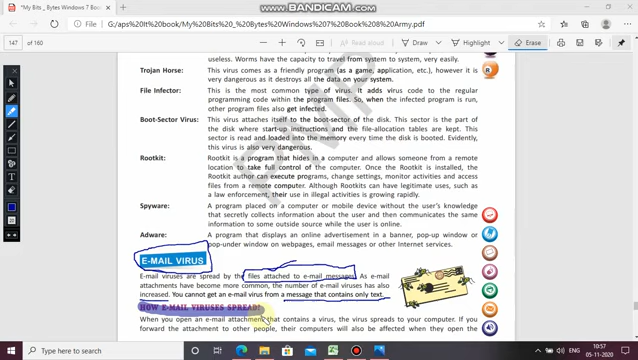 "My Bits _ Bytes Windows 7 Book
www.BANDICAM.com
G:/aps%20It%20book/My%20Bits%20_%20Bytes%20Windows%207%20Book%208%20Army.pdf
147 of 160
Read aloud
Draw
Highlight
Erase
useless. Worms have the capacity to travel from system to system, very easily.
Trojan Horse: This virus comes as a friendly program (as a game, application, etc.), however it is
very dangerous as it destroys all the data on your system.
File Infector: This is the most common type of virus. It adds virus code to the regular
programming code within the program files. So, when the infected program is run,
other program files also get infected.
Boot-Sector Virus: This virus attaches itself to the boot-sector of the disk. This sector is the part of
the disk where start-up instructions and the file-allocation tables are kept. This
sector is read and loaded into the memory every time the disk is booted. Evidently,
this virus is also very dangerous.
Rootkit: Rootkit is a program that hides in a computer and allows someone from a remote
location to take full control of the computer. Once the Rootkit is installed, the
Rootkit author can execute programs, change settings, monitor activities and access
files from a remote computer. Although Rootkits can have legitimate uses, such as
a law enforcement, their use in illegal activities is growing rapidly.
Spyware: A program placed on a computer or mobile device without the user's knowledge
that secretly collects information about the user and then communicates the same
information to some outside source while the user is online.
Adware: A program that displays an online advertisement in a banner, pop-up window or
pop-under window on webpages, email messages or other Internet services.
E-MAIL VIRUS
E-mail viruses are spread by the files attached to e-mail messages. As e-mail
attachments have become more common, the number of e-mail viruses has also
increased. You cannot get an e-mail virus from a message that contains only text.
HOW E-MAIL VIRUSES SPREAD?
When you open an e-mail attachment that contains a virus, the virus spreads to your computer. If you
forward the attachment to other people, their computers will also be affected when they open the
10:57
05-11-2020